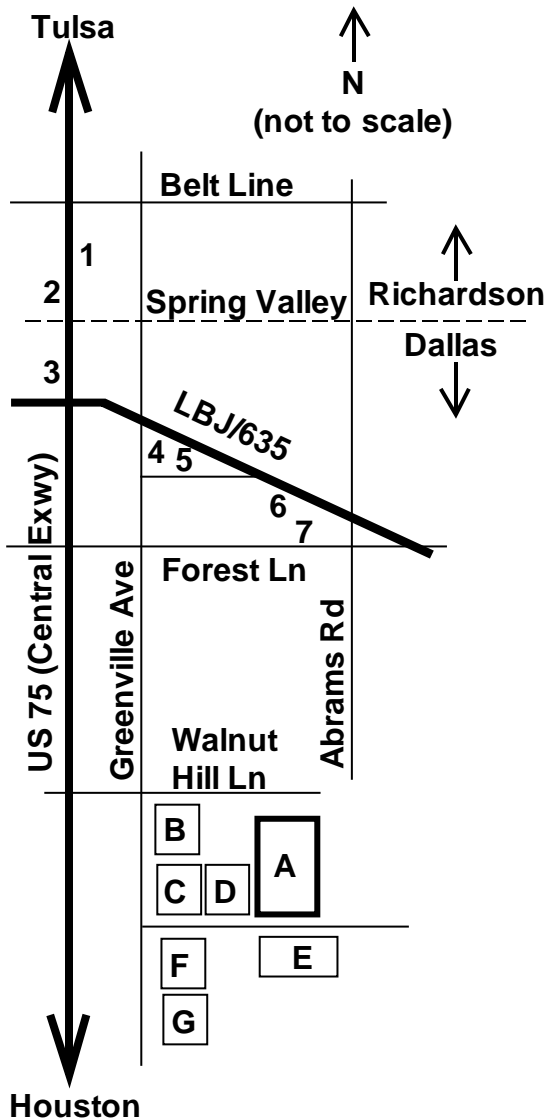 Tulsa
N
(not to scale)
Belt Line
1
2
Spring Valley
Richardson
Dallas
3
LBJ/635
4
5
6
7
US 75 (Central Exwy)
Greenville Ave
Forest Ln
Abrams Rd
Walnut
Hill Ln
B
A
C
D
F
E
G
Houston